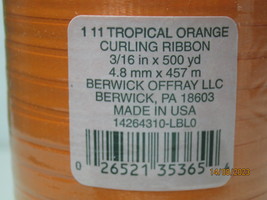 1 11 TROPICAL ORANGE
CURLING RIBBON
3/16 in x 500 yd
4.8 mm x 457 m
BERWICK OFFRAY LLC
BERWICK, PA 18603
MADE IN USA
14264310-LBL0
0 26521 35365 4